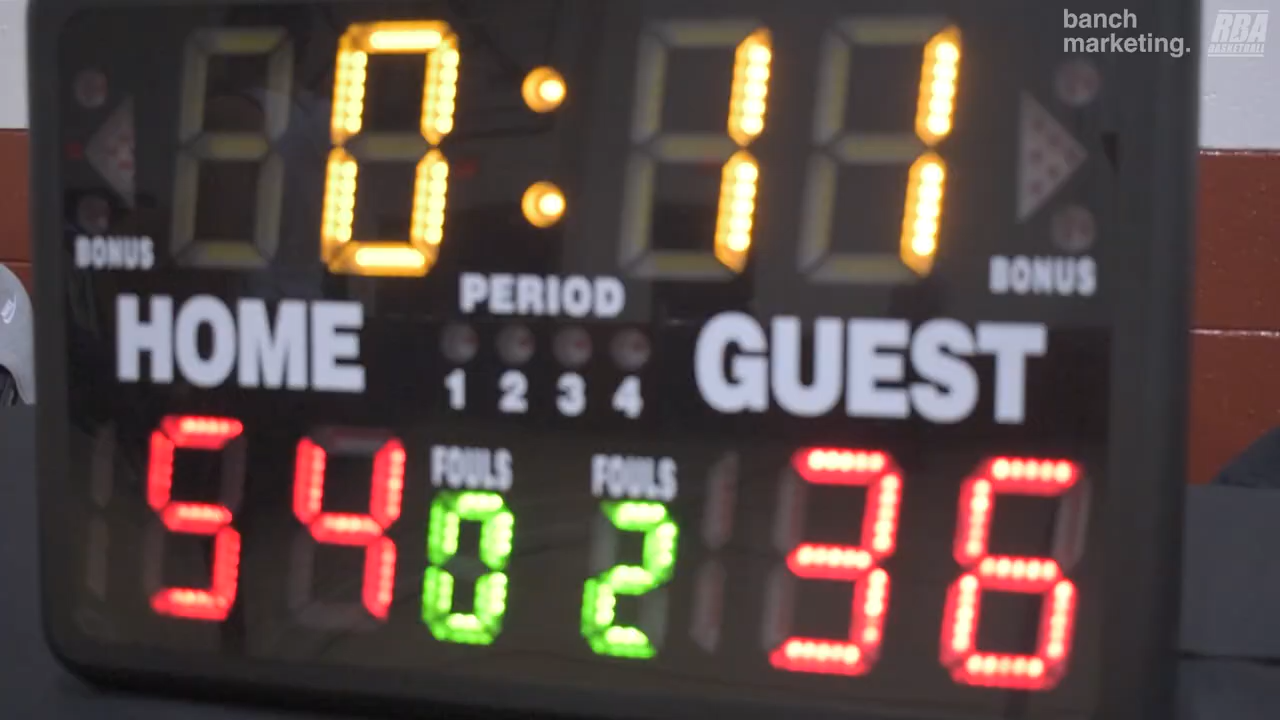 banch
marketing.
RBA
BASKETBALL
0:11
BONUS
PERIOD
BONUS
HOME
1 2 3 4
GUEST
FOULS
FOULS
54
0
2
36